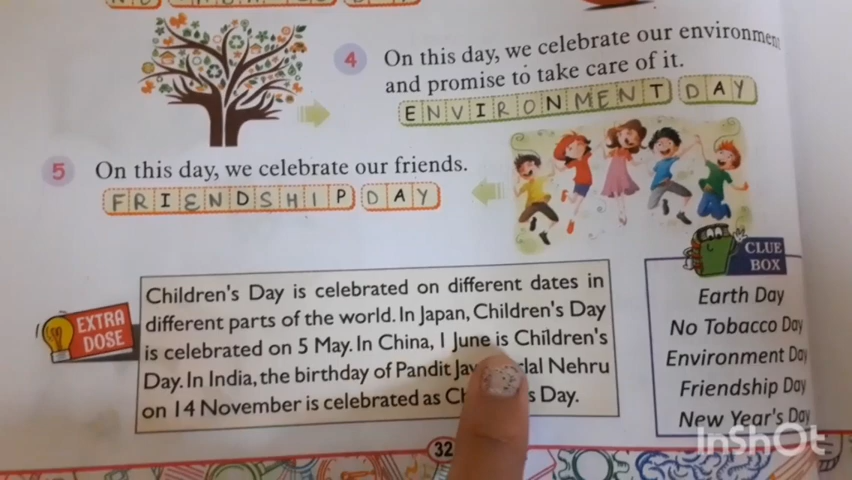 4 On this day, we celebrate our environment
and promise to take care of it.
ENVIRONMENT DAY
5 On this day, we celebrate our friends.
FRIENDSHIP DAY
EXTRA
DOSE
Children's Day is celebrated on different dates in
different parts of the world. In Japan, Children's Day
is celebrated on 5 May. In China, 1 June is Children's
Day. In India, the birthday of Pandit Nehru
on 14 November is celebrated as Day.
CLUE
BOX
Earth Day
No Tobacco Day
Environment Day
Friendship Day
New Year's Day
32
InShOt